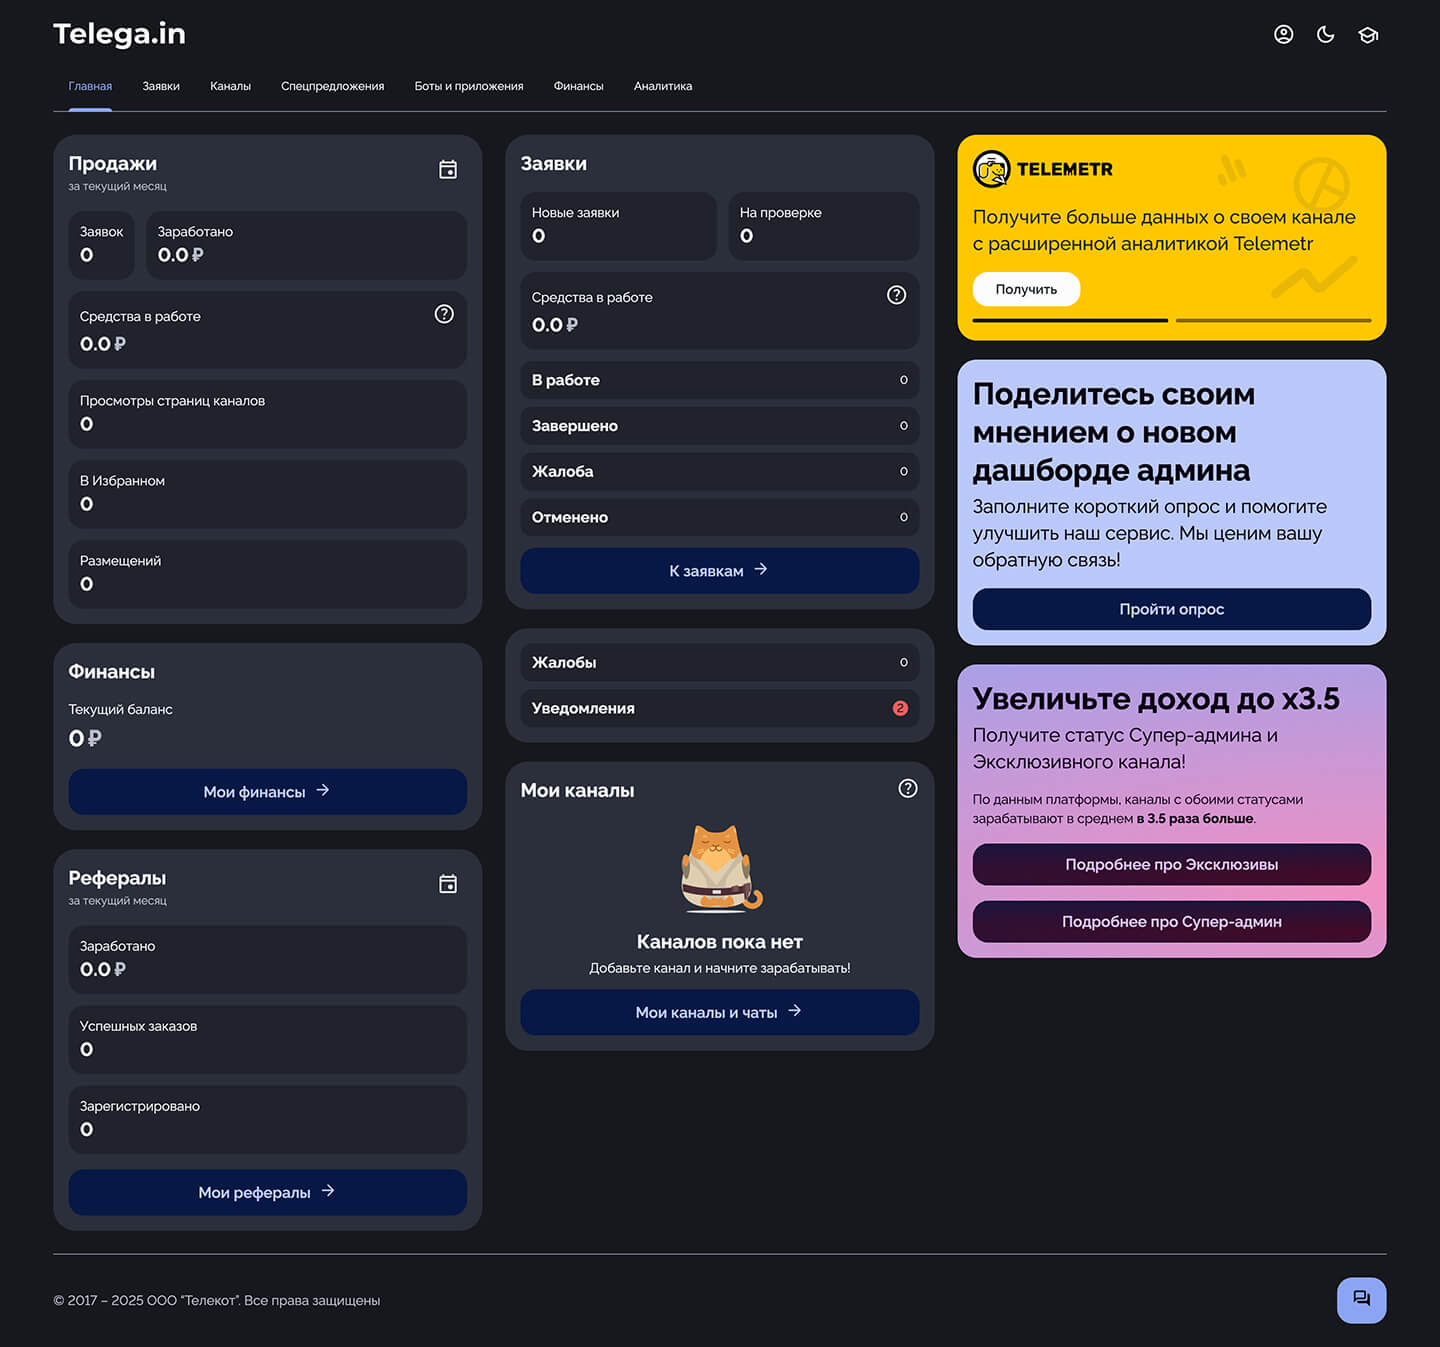 Telega.in
Главная
Заявки
Каналы
Спецпредложения
Боты и приложения
Финансы
Аналитика
Продажи
за текущий месяц
Заявок
0
Заработано
0.0 ₽
Средства в работе
0.0 ₽
Просмотры страниц каналов
0
В Избранном
0
Размещений
0
Финансы
Текущий баланс
0 ₽
Мои финансы →
Рефералы
за текущий месяц
Заработано
0.0 ₽
Успешных заказов
0
Зарегистрировано
0
Мои рефералы →
Заявки
Новые заявки
0
На проверке
0
Средства в работе
0.0 ₽
В работе 0
Завершено 0
Жалоба 0
Отменено 0
К заявкам →
Жалобы 0
Уведомления 2
Мои каналы
Каналов пока нет
Добавьте канал и начните зарабатывать!
Мои каналы и чаты →
TELEMETR
Получите больше данных о своем канале
с расширенной аналитикой Telemetr
Получить
Поделитесь своим
мнением о новом
дашборде админа
Заполните короткий опрос и помогите
улучшить наш сервис. Мы ценим вашу
обратную связь!
Пройти опрос
Увеличьте доход до х3.5
Получите статус Супер-админа и
Эксклюзивного канала!
По данным платформы, каналы с обоими статусами
зарабатывают в среднем в 3.5 раза больше.
Подробнее про Эксклюзивы
Подробнее про Супер-админ
© 2017 – 2025 ООО "Телекот". Все права защищены